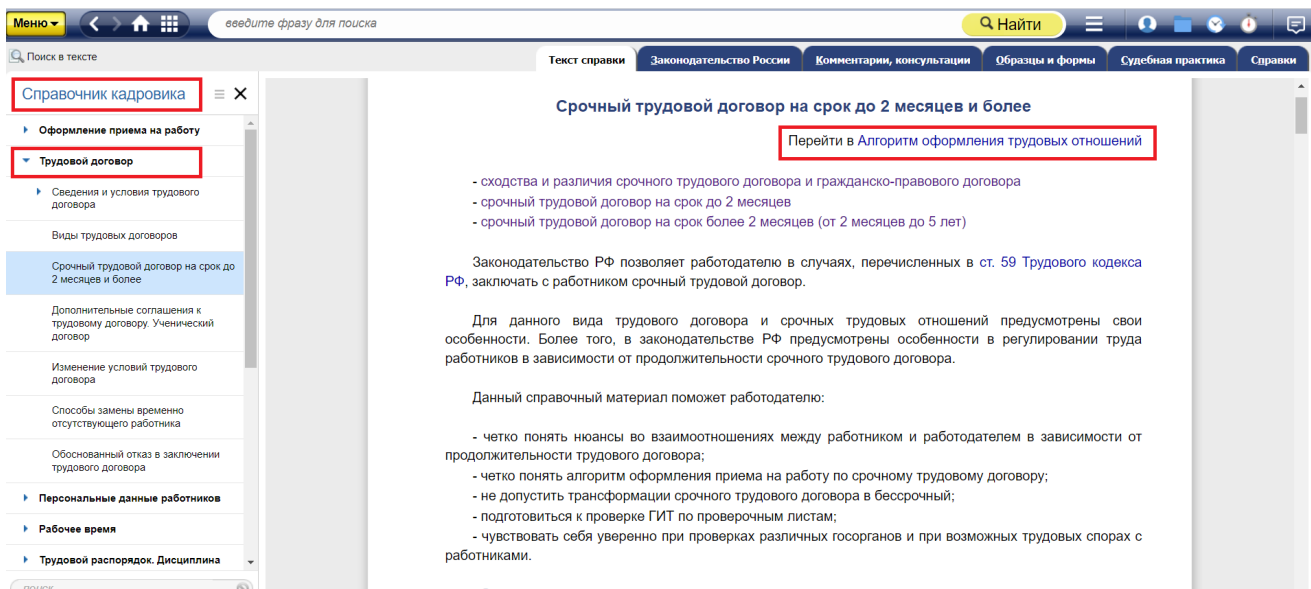 Меню
введите фразу для поиска
Найти
Поиск в тексте
Текст справки
Законодательство России
Комментарии, консультации
Образцы и формы
Судебная практика
Справки
Справочник кадровика
Оформление приема на работу
Трудовой договор
Сведения и условия трудового
договора
Виды трудовых договоров
Срочный трудовой договор на срок до
2 месяцев и более
Дополнительные соглашения к
трудовому договору. Ученический
договор
Изменение условий трудового
договора
Способы замены временно
отсутствующего работника
Обоснованный отказ в заключении
трудового договора
Персональные данные работников
Рабочее время
Трудовой распорядок. Дисциплина
поиск
Срочный трудовой договор на срок до 2 месяцев и более
Перейти в Алгоритм оформления трудовых отношений
- сходства и различия срочного трудового договора и гражданско-правового договора
- срочный трудовой договор на срок до 2 месяцев
- срочный трудовой договор на срок более 2 месяцев (от 2 месяцев до 5 лет)
Законодательство РФ позволяет работодателю в случаях, перечисленных в ст. 59 Трудового кодекса
РФ, заключать с работником срочный трудовой договор.
Для данного вида трудового договора и срочных трудовых отношений предусмотрены свои
особенности. Более того, в законодательстве РФ предусмотрены особенности в регулировании труда
работников в зависимости от продолжительности срочного трудового договора.
Данный справочный материал поможет работодателю:
- четко понять нюансы во взаимоотношениях между работником и работодателем в зависимости от
продолжительности трудового договора;
- четко понять алгоритм оформления приема на работу по срочному трудовому договору;
- не допустить трансформации срочного трудового договора в бессрочный;
- подготовиться к проверке ГИТ по проверочным листам;
- чувствовать себя уверенно при проверках различных госорганов и при возможных трудовых спорах с
работниками.